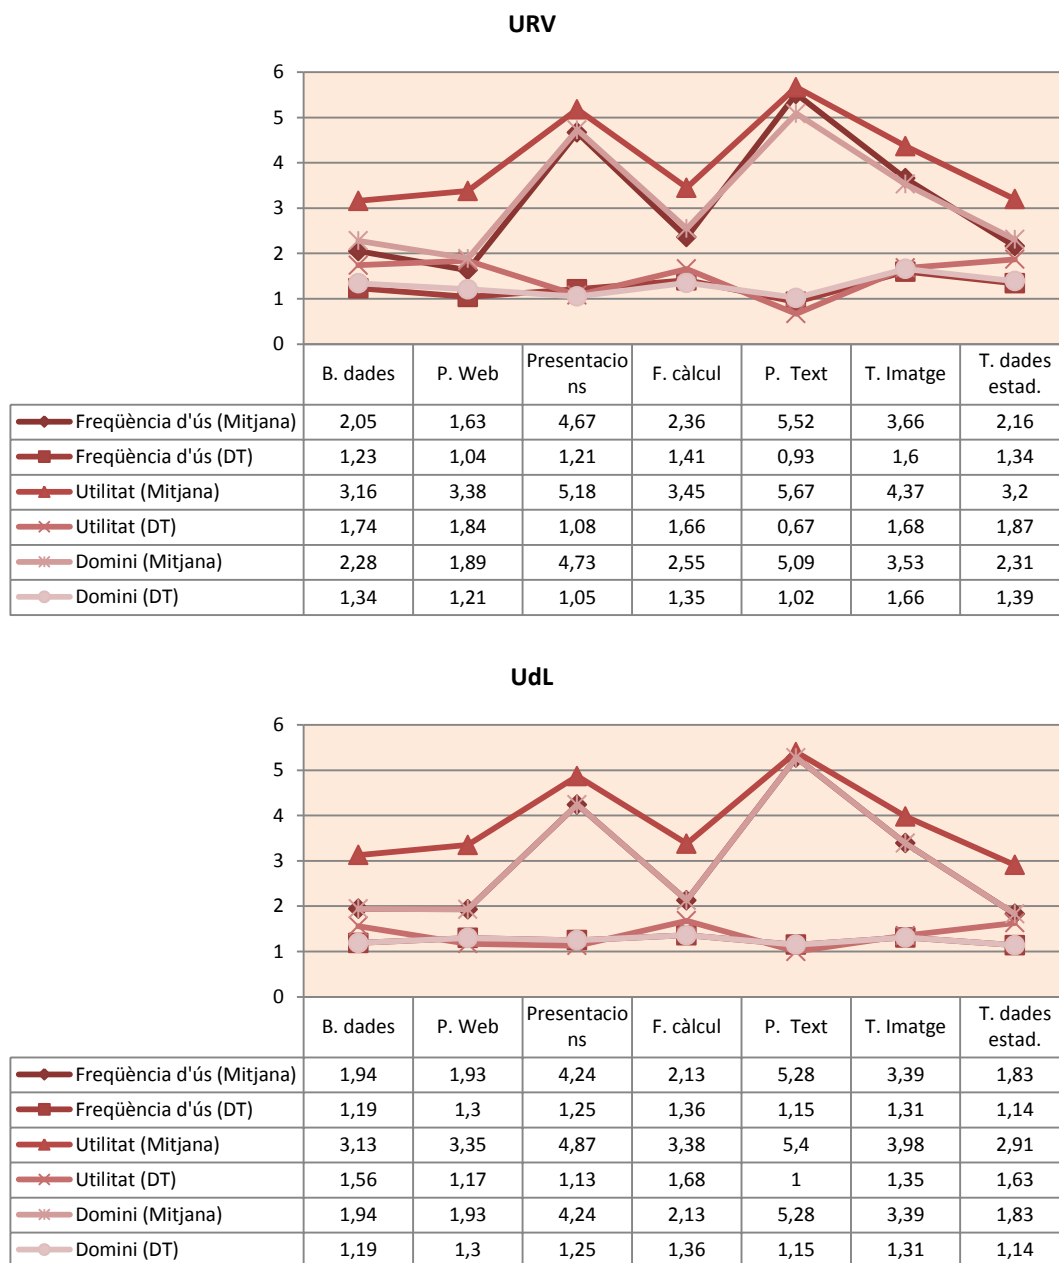 URV
6
5
4
3
2
1
0
B. dades P. Web Presentacio
ns F. càlcul P. Text T. Imatge T. dades
estad.
Freqüència d'ús (Mitjana) 2,05 1,63 4,67 2,36 5,52 3,66 2,16
Freqüència d'ús (DT) 1,23 1,04 1,21 1,41 0,93 1,6 1,34
Utilitat (Mitjana) 3,16 3,38 5,18 3,45 5,67 4,37 3,2
Utilitat (DT) 1,74 1,84 1,08 1,66 0,67 1,68 1,87
Domini (Mitjana) 2,28 1,89 4,73 2,55 5,09 3,53 2,31
Domini (DT) 1,34 1,21 1,05 1,35 1,02 1,66 1,39
UdL
6
5
4
3
2
1
0
B. dades P. Web Presentacio
ns F. càlcul P. Text T. Imatge T. dades
estad.
Freqüència d'ús (Mitjana) 1,94 1,93 4,24 2,13 5,28 3,39 1,83
Freqüència d'ús (DT) 1,19 1,3 1,25 1,36 1,15 1,31 1,14
Utilitat (Mitjana) 3,13 3,35 4,87 3,38 5,4 3,98 2,91
Utilitat (DT) 1,56 1,17 1,13 1,68 1 1,35 1,63
Domini (Mitjana) 1,94 1,93 4,24 2,13 5,28 3,39 1,83
Domini (DT) 1,19 1,3 1,25 1,36 1,15 1,31 1,14